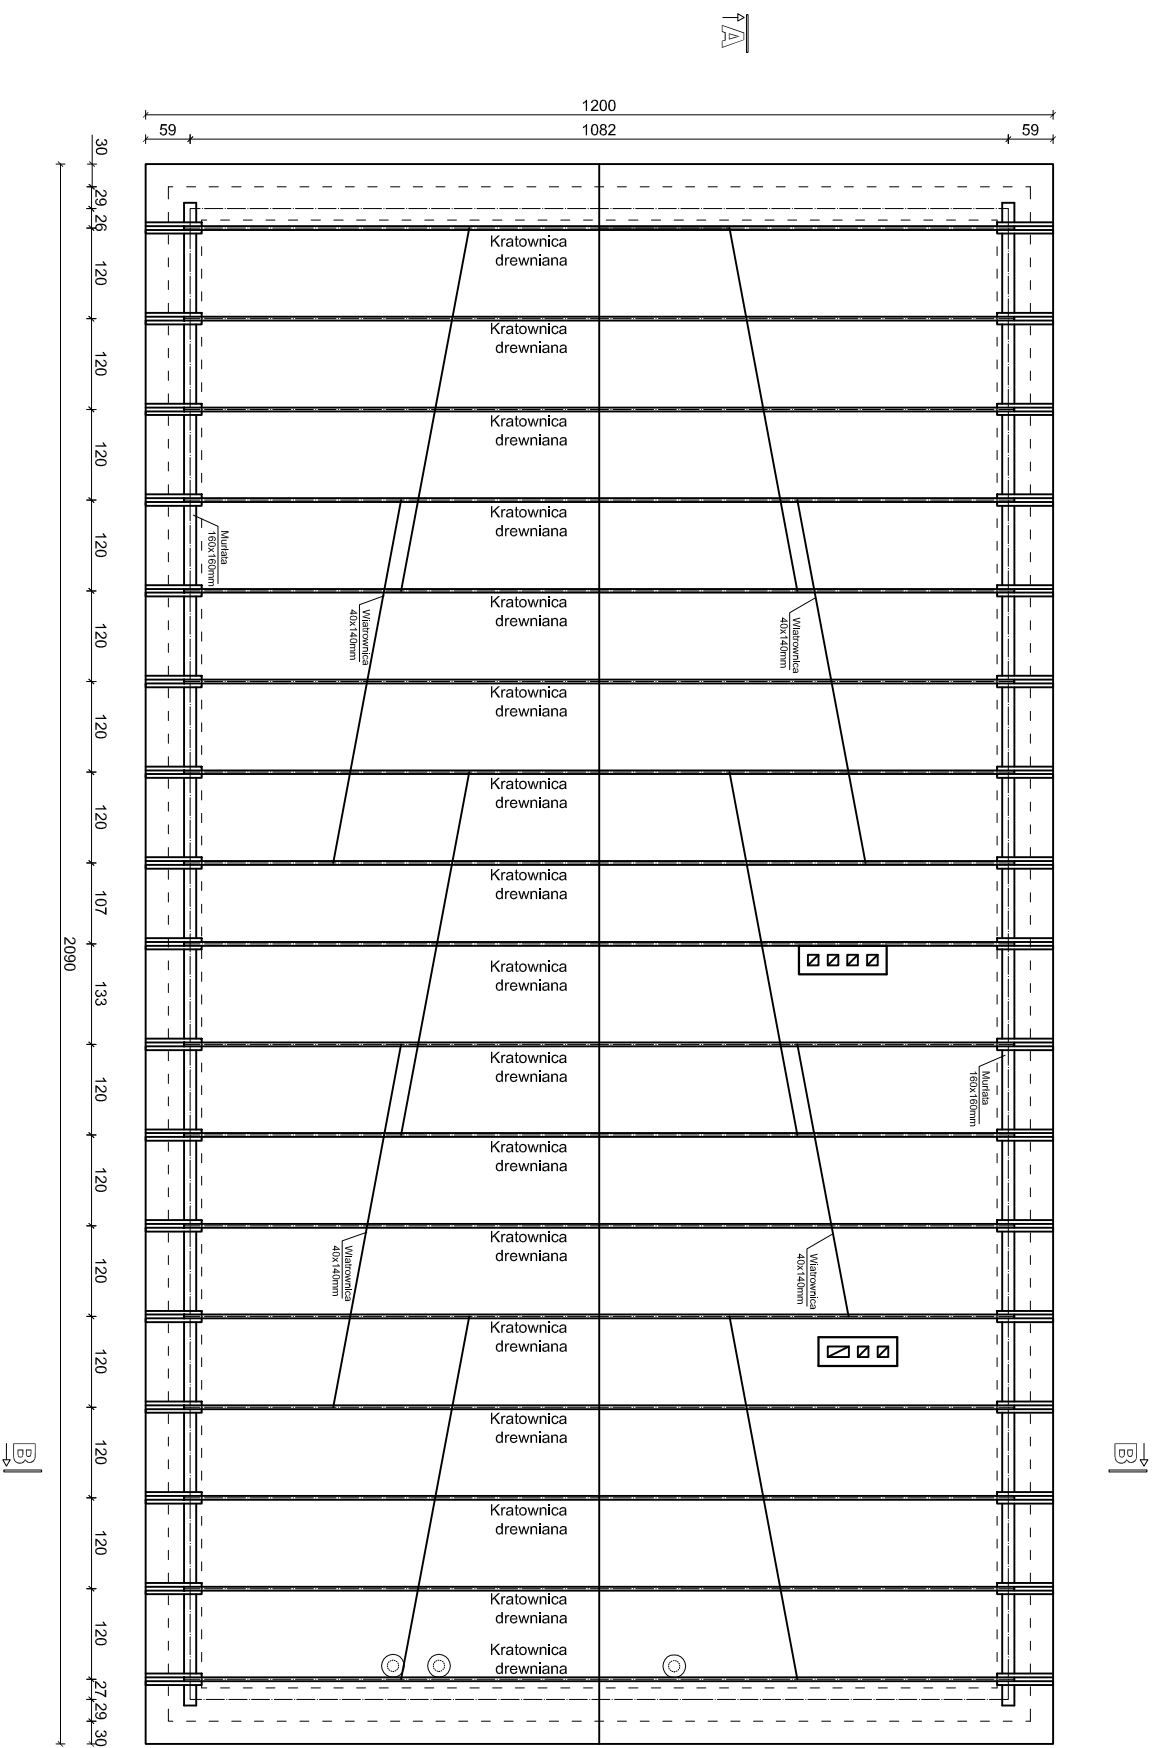 A
1200
59
1082
59
30
29
26
Kratownica
drewniana
120
Kratownica
drewniana
120
Kratownica
drewniana
120
Kratownica
drewniana
Murłata
160x160mm
120
Kratownica
drewniana
Wiatrownica
40x140mm
Wiatrownica
40x140mm
120
Kratownica
drewniana
120
Kratownica
drewniana
120
Kratownica
drewniana
107
2090
Kratownica
drewniana
133
Kratownica
drewniana
Murłata
160x160mm
120
Kratownica
drewniana
120
Kratownica
drewniana
Wiatrownica
40x140mm
Wiatrownica
40x140mm
120
Kratownica
drewniana
120
Kratownica
drewniana
B
B
120
Kratownica
drewniana
120
Kratownica
drewniana
120
Kratownica
drewniana
27
29
30